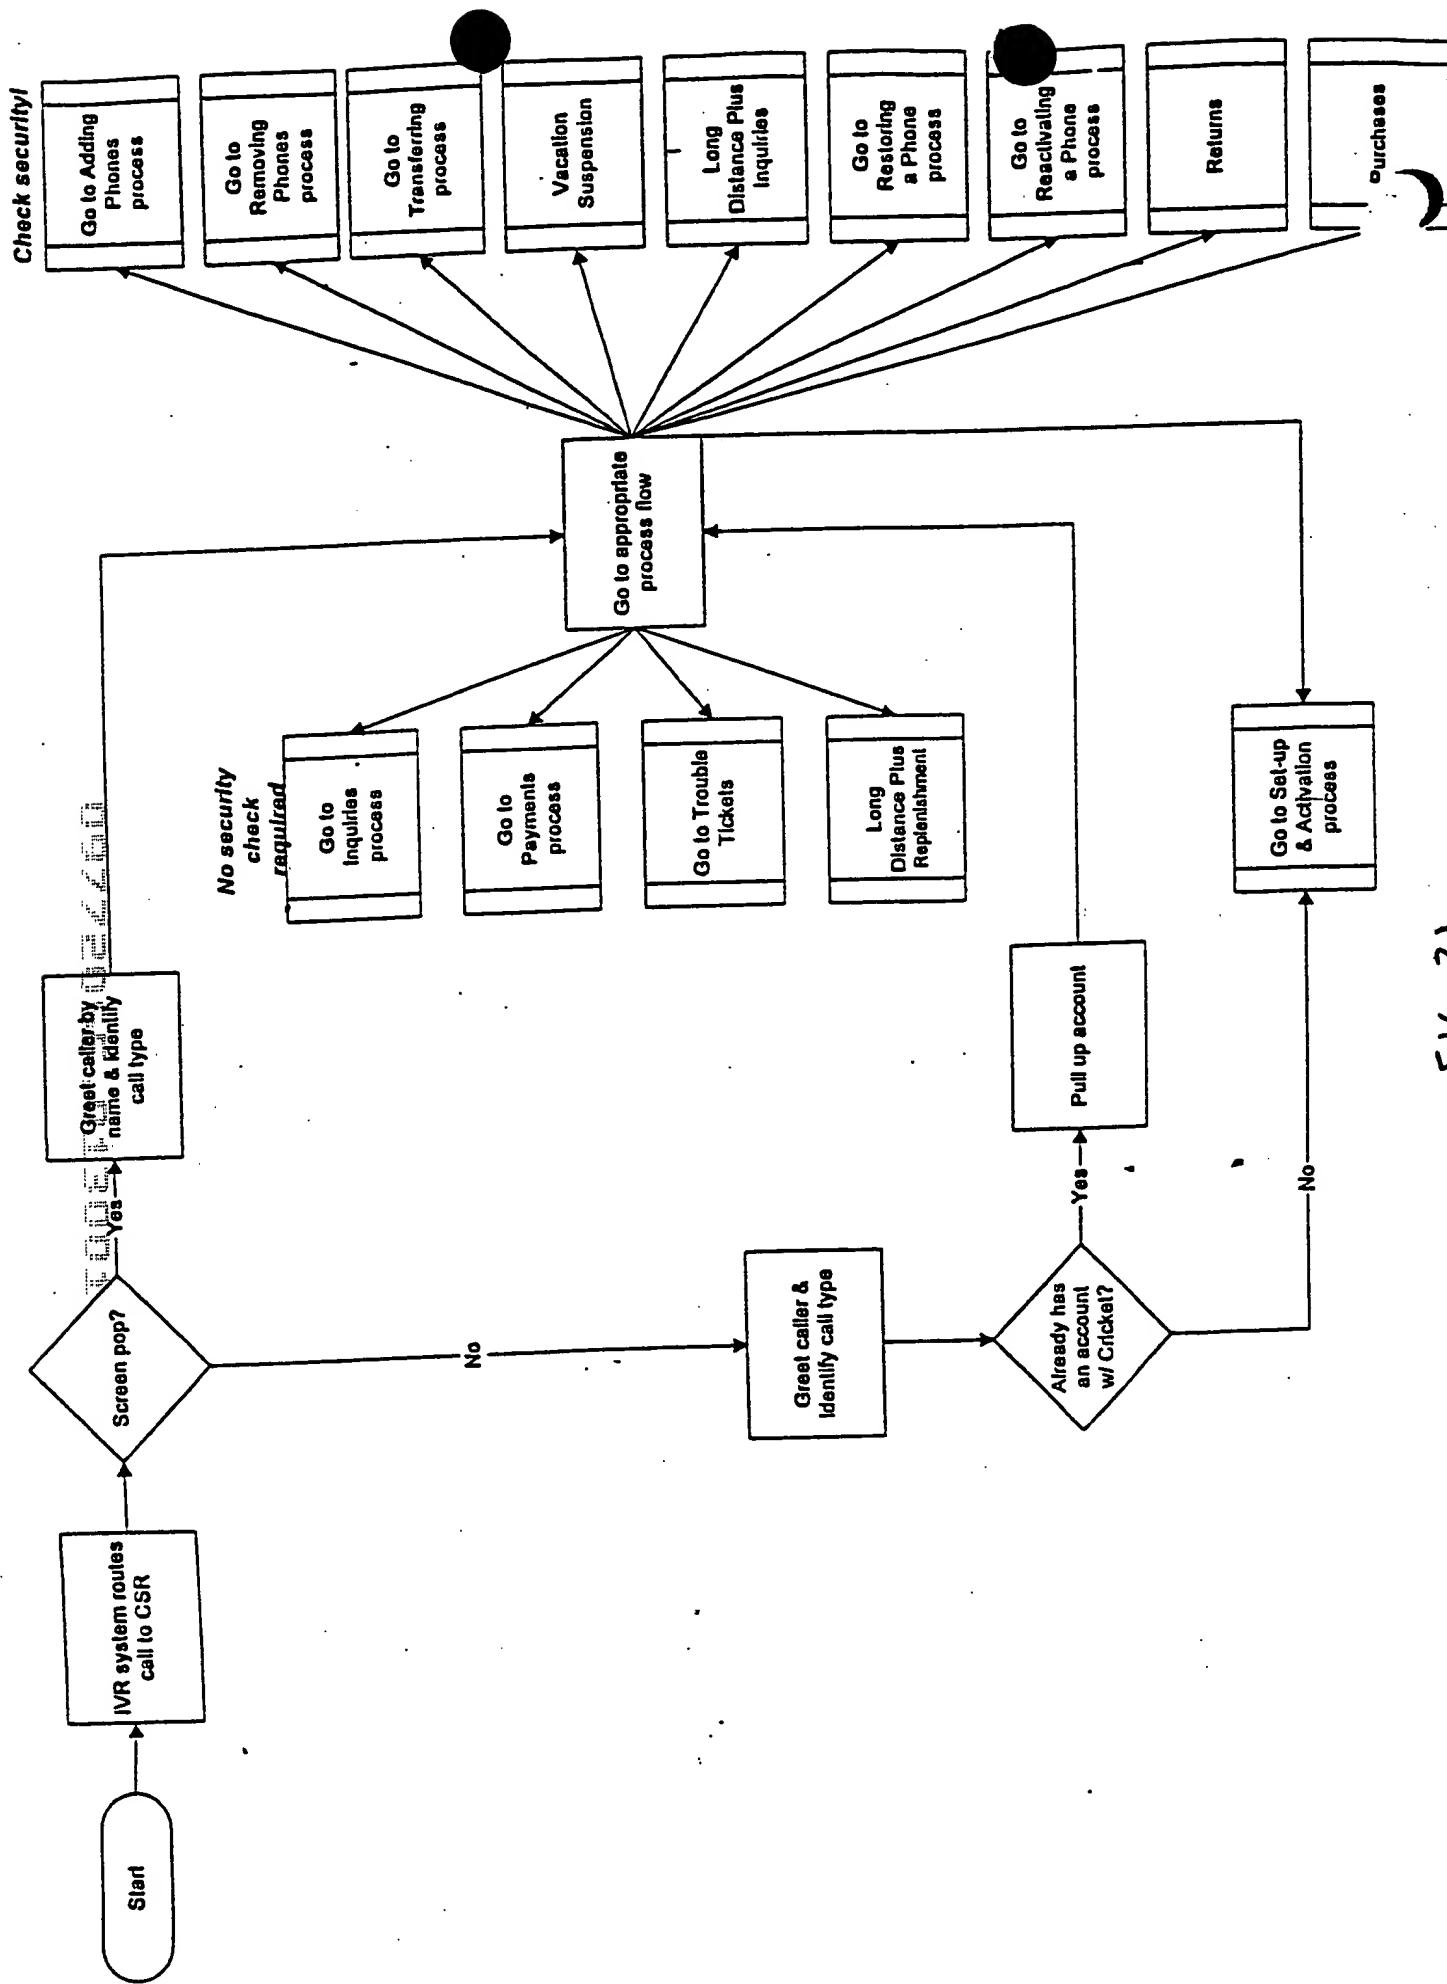 Check security!
Go to Adding
Phones
process
Go to
Removing
Phones
process
Go to
Transferring
process
Vacation
Suspension
Long
Distance Plus
Inquiries
Go to
Restoring
a Phone
process
Go to
Reactivating
a Phone
process
Returns
Purchases
Go to appropriate
process flow
No security
check
required
Go to
Inquiries
process
Go to
Payments
process
Go to Trouble
Tickets
Long
Distance Plus
Replenishment
Go to Set-up
& Activation
process
Greet caller by
name & Identify
call type
Pull up account
Yes
Yes
No
Screen pop?
No
Greet caller &
Identify call type
Already has
an account
w/ Cricket?
IVR system routes
call to CSR
Start